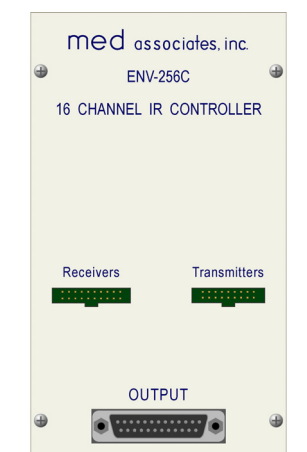 med associates, inc.
ENV-256C
16 CHANNEL IR CONTROLLER
Receivers Transmitters
OUTPUT